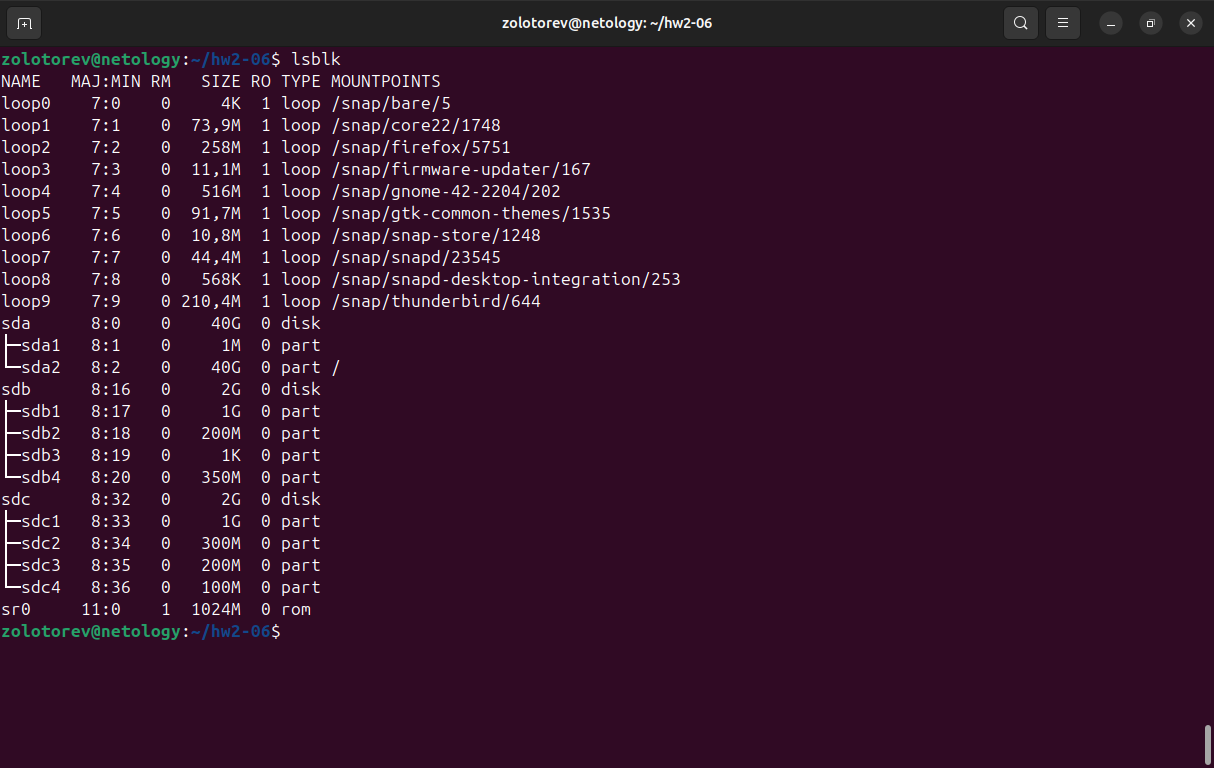 zolotorev@netology: ~/hw2-06
zolotorev@netology:~/hw2-06$ lsblk
NAME   MAJ:MIN RM   SIZE RO TYPE MOUNTPOINTS
loop0    7:0    0     4K  1 loop /snap/bare/5
loop1    7:1    0  73,9M  1 loop /snap/core22/1748
loop2    7:2    0   258M  1 loop /snap/firefox/5751
loop3    7:3    0  11,1M  1 loop /snap/firmware-updater/167
loop4    7:4    0   516M  1 loop /snap/gnome-42-2204/202
loop5    7:5    0  91,7M  1 loop /snap/gtk-common-themes/1535
loop6    7:6    0  10,8M  1 loop /snap/snap-store/1248
loop7    7:7    0  44,4M  1 loop /snap/snapd/23545
loop8    7:8    0   568K  1 loop /snap/snapd-desktop-integration/253
loop9    7:9    0 210,4M  1 loop /snap/thunderbird/644
sda      8:0    0    40G  0 disk
├─sda1   8:1    0     1M  0 part
└─sda2   8:2    0    40G  0 part /
sdb      8:16   0     2G  0 disk
├─sdb1   8:17   0     1G  0 part
├─sdb2   8:18   0   200M  0 part
├─sdb3   8:19   0     1K  0 part
└─sdb4   8:20   0   350M  0 part
sdc      8:32   0     2G  0 disk
├─sdc1   8:33   0     1G  0 part
├─sdc2   8:34   0   300M  0 part
├─sdc3   8:35   0   200M  0 part
└─sdc4   8:36   0   100M  0 part
sr0     11:0    1  1024M  0 rom
zolotorev@netology:~/hw2-06$